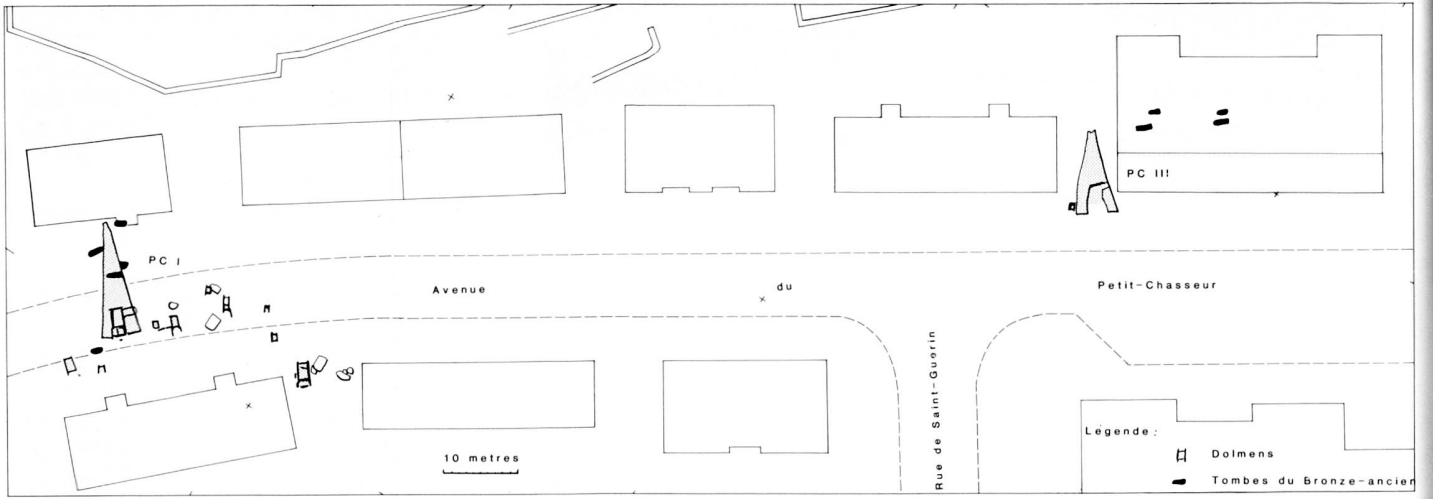 PC III
PC I
Avenue du Petit-Chasseur
Rue de Saint-Guérin
10 metres
Légende :
Dolmens
Tombes du Bronze-ancien